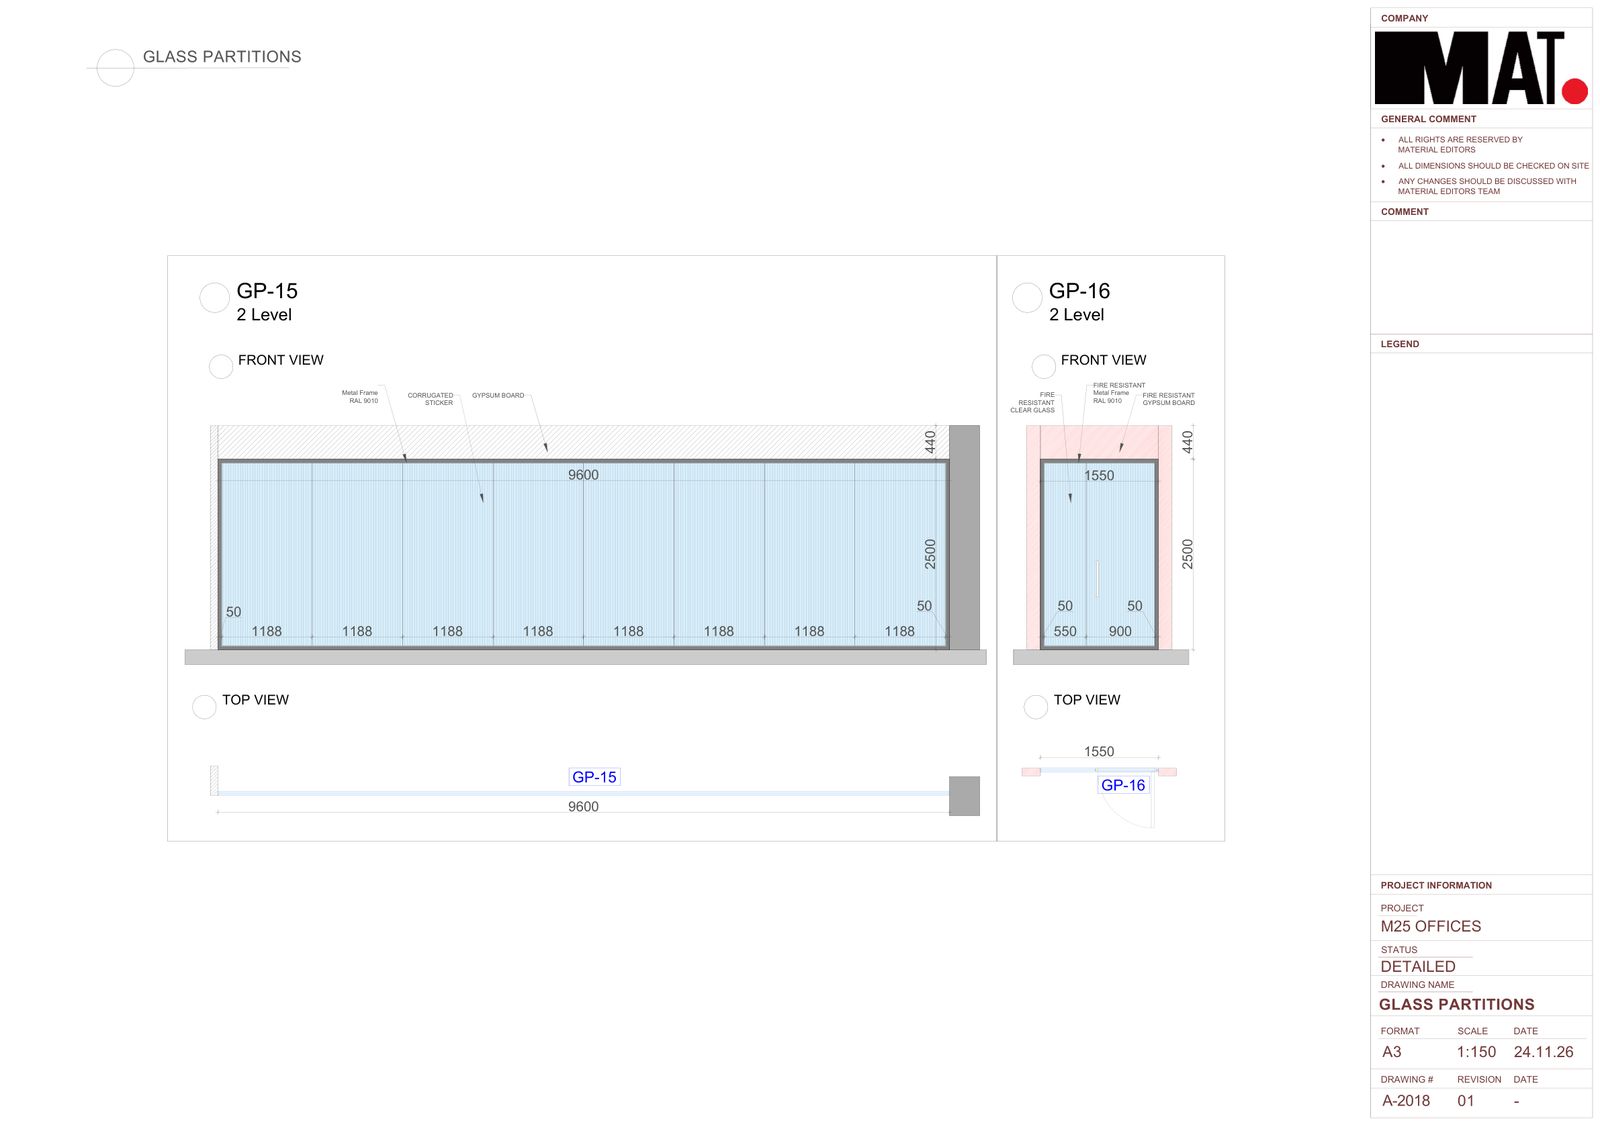 GLASS PARTITIONS
GP-15
2 Level
FRONT VIEW
Metal Frame
RAL 9010
CORRUGATED
STICKER
GYPSUM BOARD
440
9600
2500
50
50
1188
1188
1188
1188
1188
1188
1188
1188
TOP VIEW
GP-15
9600
GP-16
2 Level
FRONT VIEW
FIRE
RESISTANT
CLEAR GLASS
FIRE RESISTANT
Metal Frame
RAL 9010
FIRE RESISTANT
GYPSUM BOARD
440
1550
2500
50
50
550
900
TOP VIEW
1550
GP-16
COMPANY
MAT.
GENERAL COMMENT
• ALL RIGHTS ARE RESERVED BY
MATERIAL EDITORS
• ALL DIMENSIONS SHOULD BE CHECKED ON SITE
• ANY CHANGES SHOULD BE DISCUSSED WITH
MATERIAL EDITORS TEAM
COMMENT
LEGEND
PROJECT INFORMATION
PROJECT
M25 OFFICES
STATUS
DETAILED
DRAWING NAME
GLASS PARTITIONS
FORMAT SCALE DATE
A3 1:150 24.11.26
DRAWING # REVISION DATE
A-2018 01 -